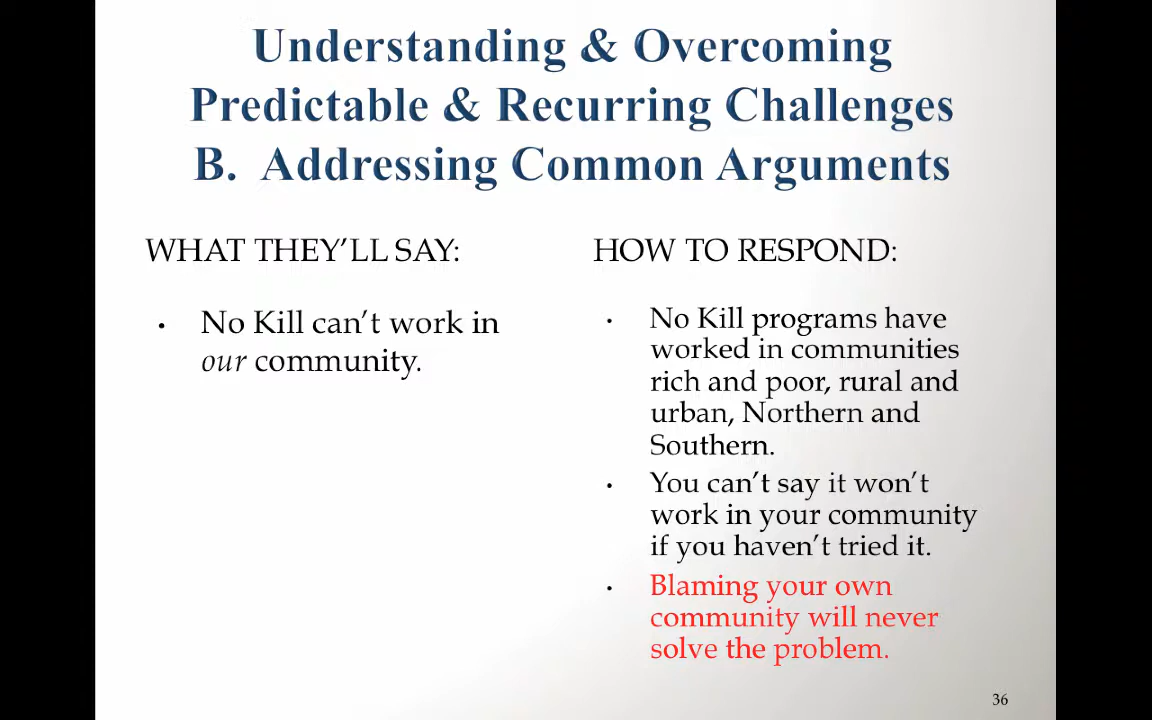 Understanding & Overcoming
Predictable & Recurring Challenges
B. Addressing Common Arguments
WHAT THEY’LL SAY:
• No Kill can’t work in
our community.
HOW TO RESPOND:
• No Kill programs have
worked in communities
rich and poor, rural and
urban, Northern and
Southern.
• You can’t say it won’t
work in your community
if you haven’t tried it.
• Blaming your own
community will never
solve the problem.
36